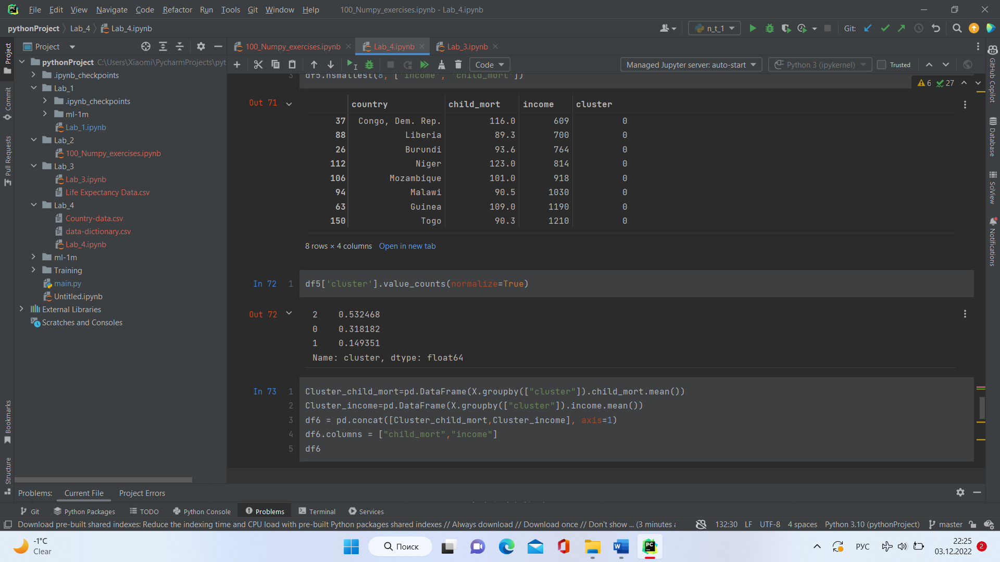 File Edit View Navigate Code Refactor Run Tools Git Window Help 100_Numpy_exercises.ipynb - Lab_4.ipynb
pythonProject Lab_4 Lab_4.ipynb n_t_1 Git:
Project 100_Numpy_exercises.ipynb Lab_4.ipynb Lab_3.ipynb
Code Managed Jupyter server: auto-start Python 3 (ipykernel) Trusted
pythonProject C:\Users\Xiaomi\PycharmProjects\pyt
.ipynb_checkpoints
Lab_1
.ipynb_checkpoints
ml-1m
Lab_1.ipynb
Lab_2
100_Numpy_exercises.ipynb
Lab_3
Lab_3.ipynb
Life Expectancy Data.csv
Lab_4
Country-data.csv
data-dictionary.csv
Lab_4.ipynb
ml-1m
Training
main.py
Untitled.ipynb
External Libraries
Scratches and Consoles
Project
Commit
Pull Requests
Bookmarks
Structure
3 df5.nsmallest(8, ['income', 'child_mort'])
6 27
Out 71
country child_mort income cluster
37 Congo, Dem. Rep. 116.0 609 0
88 Liberia 89.3 700 0
26 Burundi 93.6 764 0
112 Niger 123.0 814 0
106 Mozambique 101.0 918 0
94 Malawi 90.5 1030 0
63 Guinea 109.0 1190 0
150 Togo 90.3 1210 0
8 rows × 4 columns Open in new tab
In 72 1 df5['cluster'].value_counts(normalize=True)
Out 72
2 0.532468
0 0.318182
1 0.149351
Name: cluster, dtype: float64
In 73 1 Cluster_child_mort=pd.DataFrame(X.groupby(["cluster"]).child_mort.mean())
2 Cluster_income=pd.DataFrame(X.groupby(["cluster"]).income.mean())
3 df6 = pd.concat([Cluster_child_mort,Cluster_income], axis=1)
4 df6.columns = ["child_mort","income"]
5 df6
GitHub Copilot
Database
SciView
Notifications
Problems: Current File Project Errors
Git Python Packages TODO Python Console Problems Terminal Services
Download pre-built shared indexes: Reduce the indexing time and CPU load with pre-built Python packages shared indexes // Always download // Download once // Don't show ... (3 minutes a 132:30 LF UTF-8 4 spaces Python 3.10 (pythonProject) master
-1°C
Clear
Поиск
РУС
22:25
03.12.2022
2